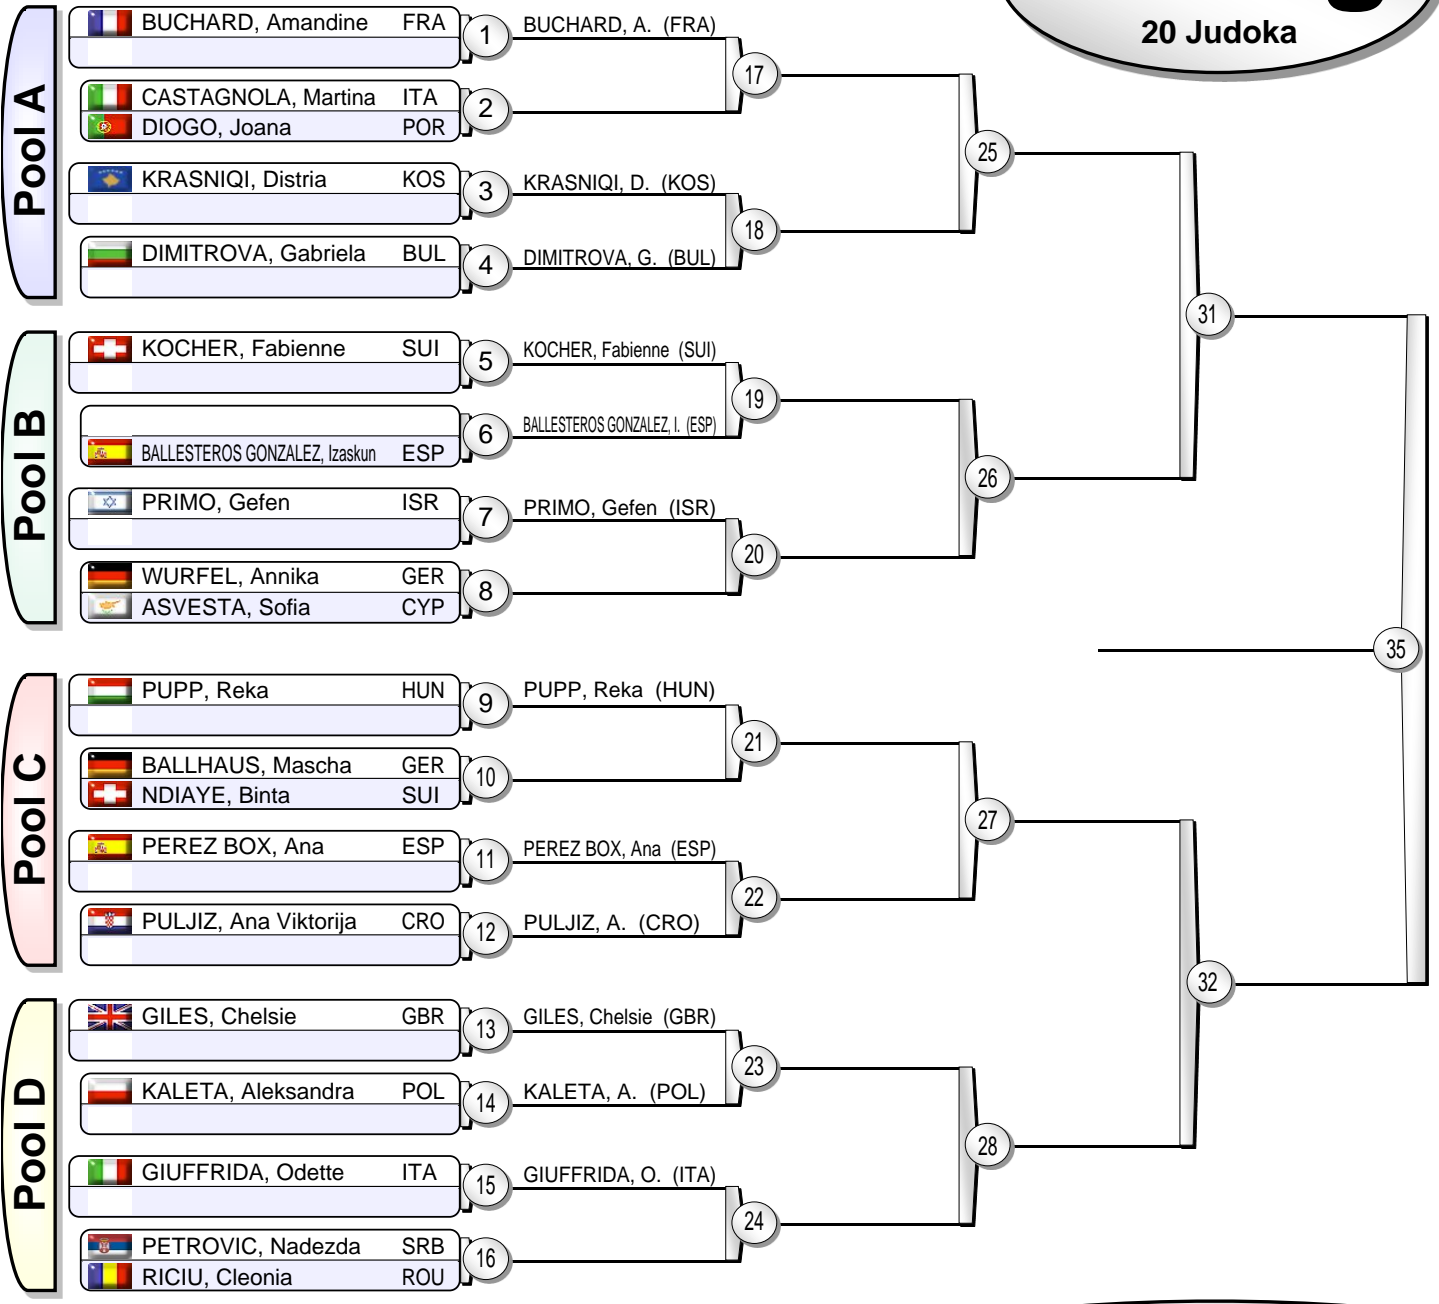 20 Judoka
Pool A
BUCHARD, Amandine FRA
1
BUCHARD, A. (FRA)
17
CASTAGNOLA, Martina ITA
DIOGO, Joana POR
2
25
KRASNIQI, Distria KOS
3
KRASNIQI, D. (KOS)
18
DIMITROVA, Gabriela BUL
4
DIMITROVA, G. (BUL)
31
Pool B
KOCHER, Fabienne SUI
5
KOCHER, Fabienne (SUI)
19
BALLESTEROS GONZALEZ, Izaskun ESP
6
BALLESTEROS GONZALEZ, I. (ESP)
26
PRIMO, Gefen ISR
7
PRIMO, Gefen (ISR)
20
WURFEL, Annika GER
ASVESTA, Sofia CYP
8
35
Pool C
PUPP, Reka HUN
9
PUPP, Reka (HUN)
21
BALLHAUS, Mascha GER
NDIAYE, Binta SUI
10
27
PEREZ BOX, Ana ESP
11
PEREZ BOX, Ana (ESP)
22
PULJIZ, Ana Viktorija CRO
12
PULJIZ, A. (CRO)
32
Pool D
GILES, Chelsie GBR
13
GILES, Chelsie (GBR)
23
KALETA, Aleksandra POL
14
KALETA, A. (POL)
28
GIUFFRIDA, Odette ITA
15
GIUFFRIDA, O. (ITA)
24
PETROVIC, Nadezda SRB
RICIU, Cleonia ROU
16